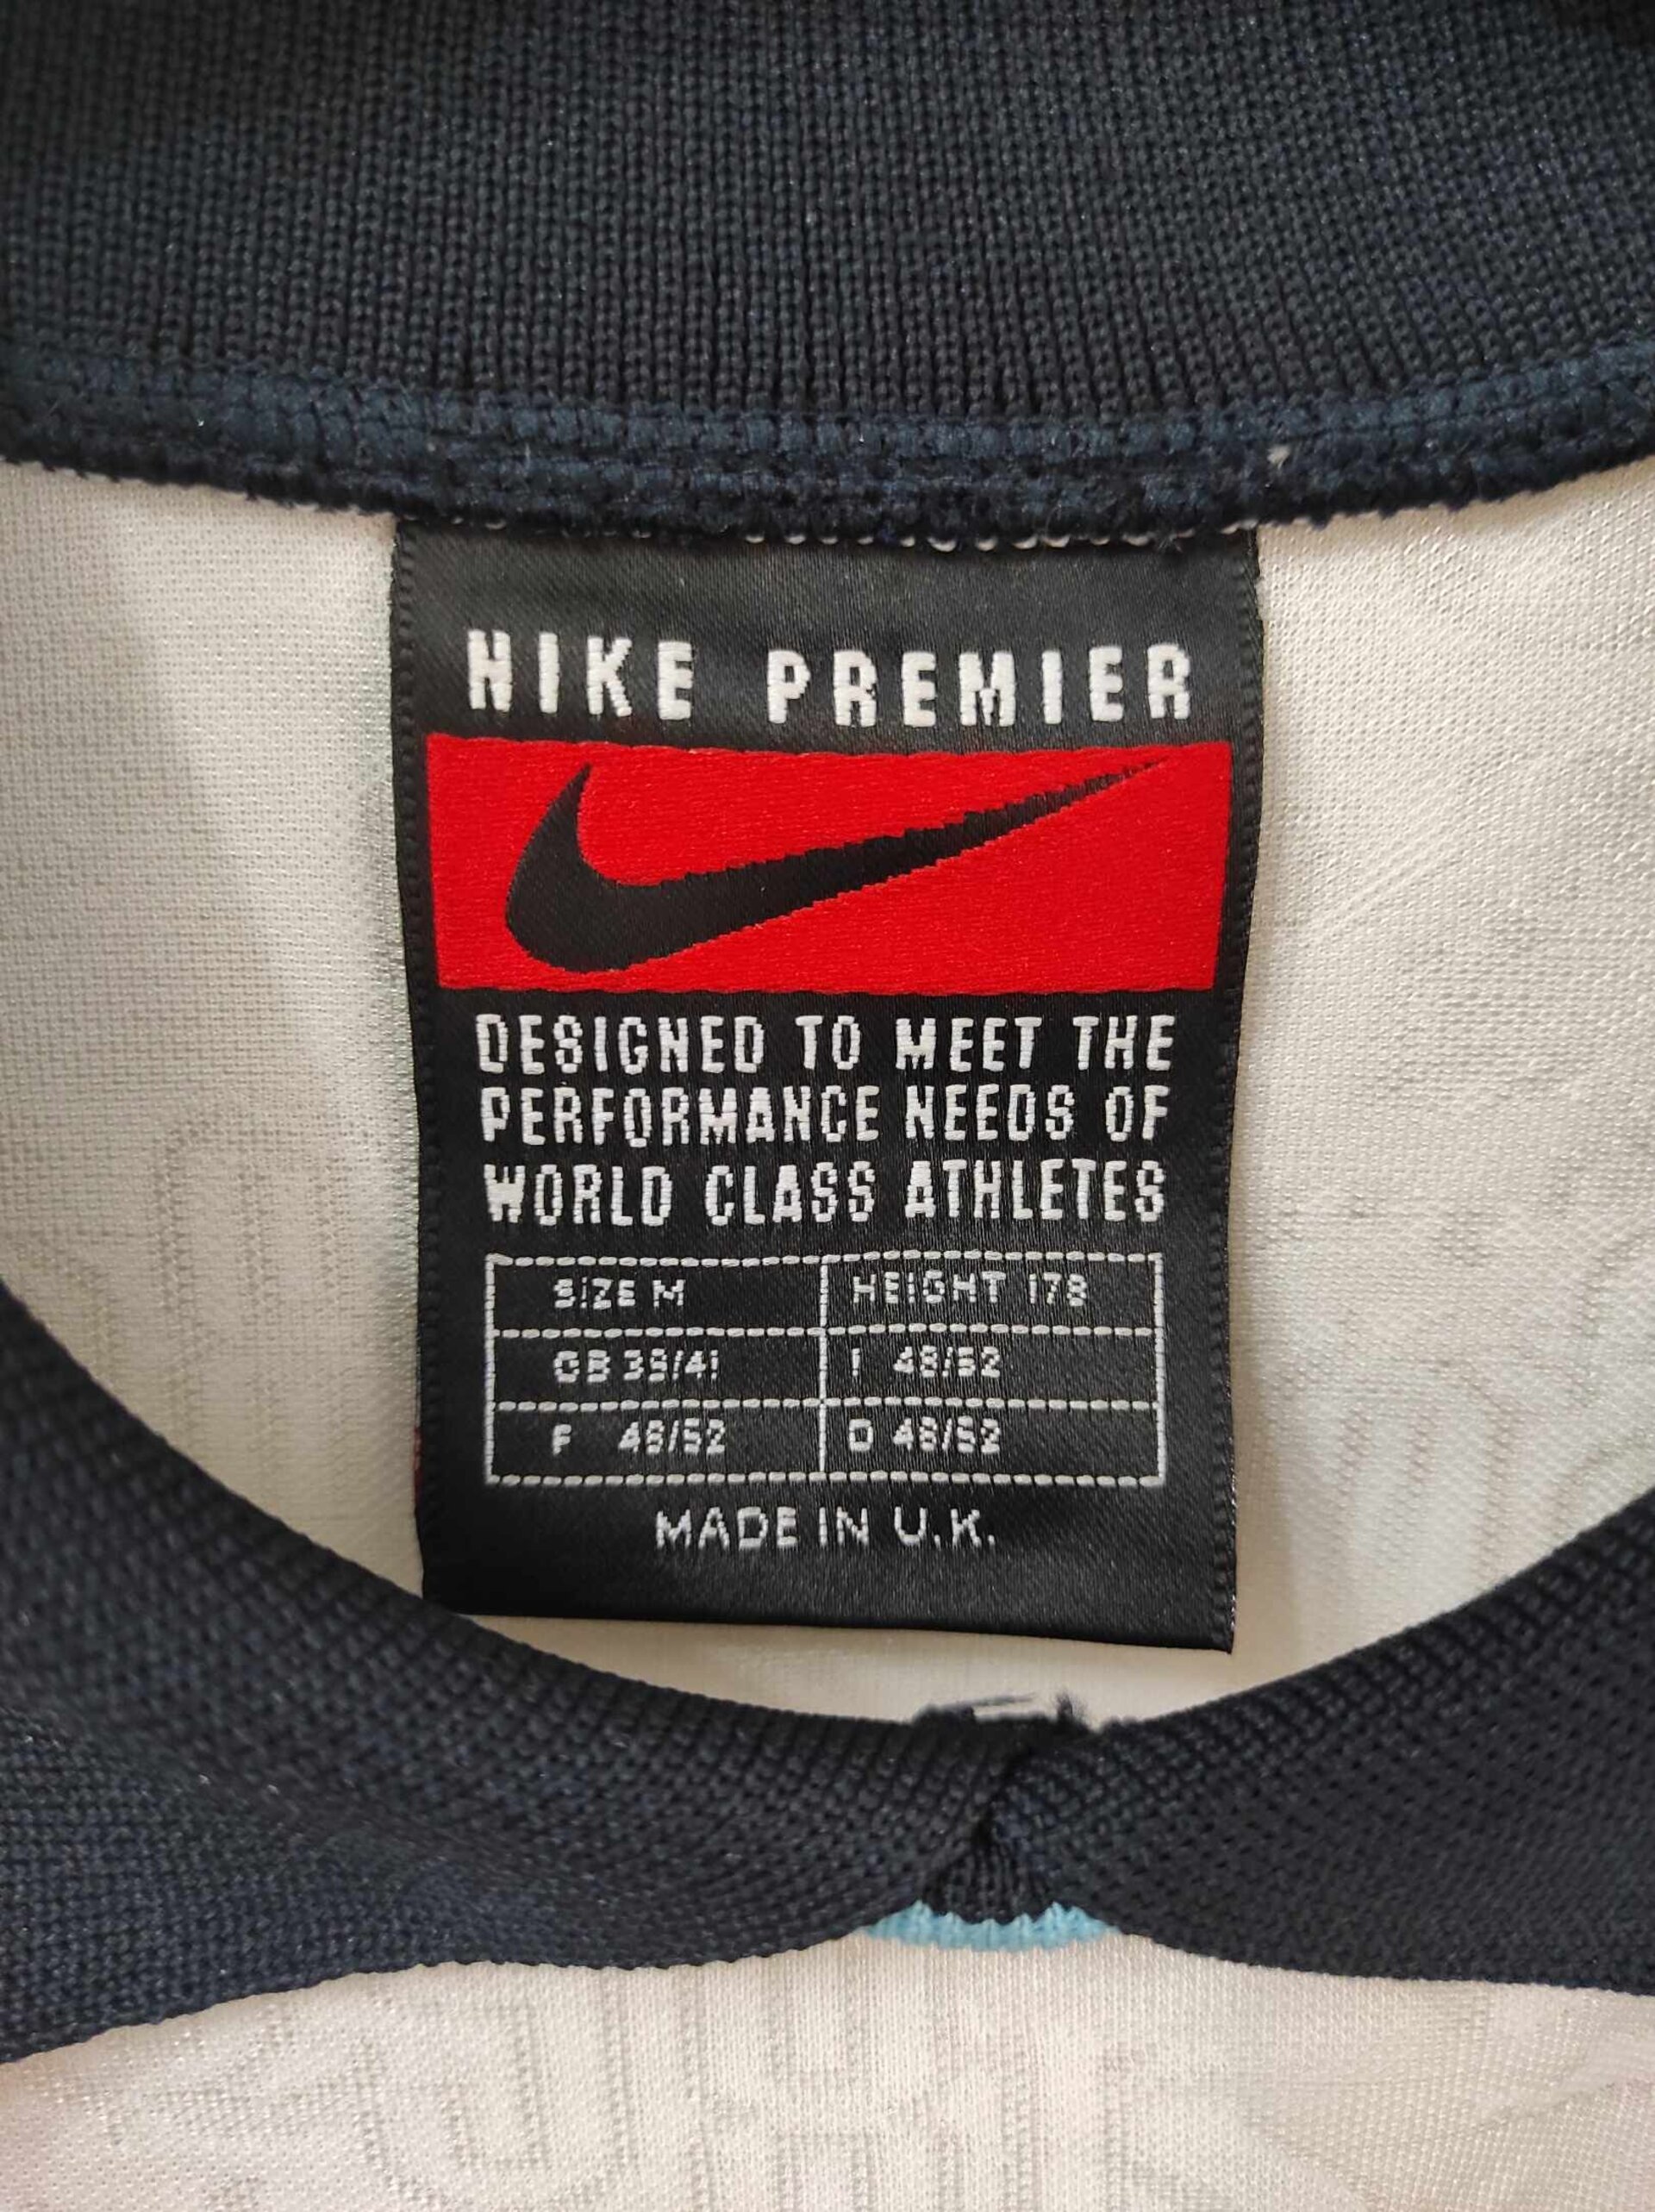 NIKE PREMIER
DESIGNED TO MEET THE
PERFORMANCE NEEDS OF
WORLD CLASS ATHLETES
SIZE M HEIGHT 178
GB 39/41 I 48/52
F 48/52 D 48/52
MADE IN U.K.